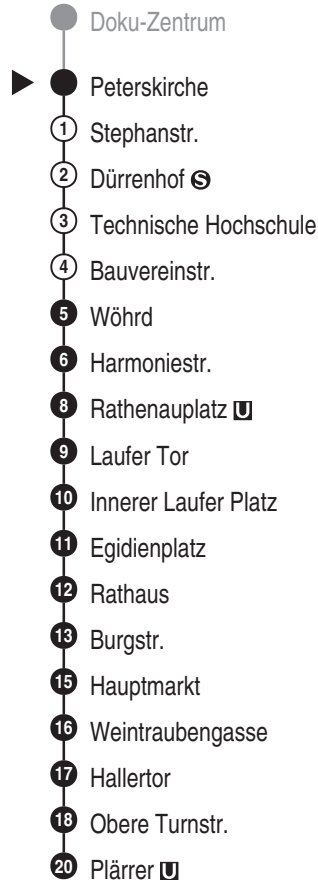 Doku-Zentrum
Peterskirche
1 Stephanstr.
2 Dürrenhof S
3 Technische Hochschule
4 Bauvereinstr.
5 Wöhrd
6 Harmoniestr.
8 Rathenauplatz U
9 Laufer Tor
10 Innerer Laufer Platz
11 Egidienplatz
12 Rathaus
13 Burgstr.
15 Hauptmarkt
16 Weintraubengasse
17 Hallertor
18 Obere Turnstr.
20 Plärrer U